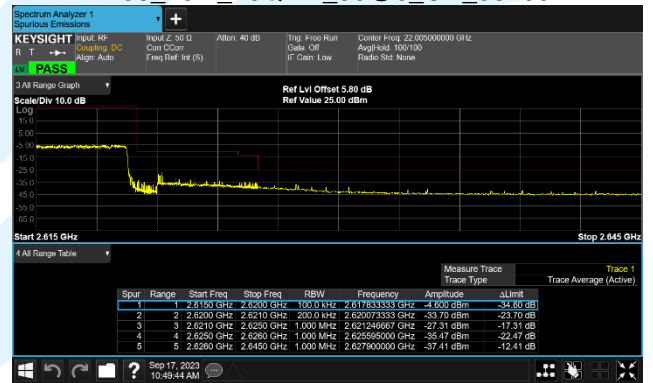 Spectrum Analyzer 1
Spurious Emissions
+
KEYSIGHT Input: RF Input Z: 50 Ω Atten: 40 dB Trig: Free Run Center Freq: 22.005000000 GHz
R T Coupling: DC Corr CCorr Gate: Off Avg|Hold: 100/100
Align: Auto Freq Ref: Int (S) IF Gain: Low Radio Std: None
PASS
3 All Range Graph
Ref Lvl Offset 5.80 dB
Scale/Div 10.0 dB Ref Value 25.00 dBm
Log
15.0
5.00
-5.00
-15.0
-25.0
-35.0
-45.0
-55.0
-65.0
Start 2.615 GHz Stop 2.645 GHz
4 All Range Table
Measure Trace Trace 1
Trace Type Trace Average (Active)
Spur Range Start Freq Stop Freq RBW Frequency Amplitude ΔLimit
1 1 2.6150 GHz 2.6200 GHz 100.0 kHz 2.617833333 GHz -4.600 dBm -34.60 dB
2 2 2.6200 GHz 2.6210 GHz 200.0 kHz 2.620073333 GHz -33.70 dBm -23.70 dB
3 3 2.6210 GHz 2.6250 GHz 1.000 MHz 2.621246667 GHz -27.31 dBm -17.31 dB
4 4 2.6250 GHz 2.6260 GHz 1.000 MHz 2.625595000 GHz -35.47 dBm -22.47 dB
5 5 2.6260 GHz 2.6450 GHz 1.000 MHz 2.627900000 GHz -37.41 dBm -12.41 dB
? Sep 17, 2023
10:49:44 AM